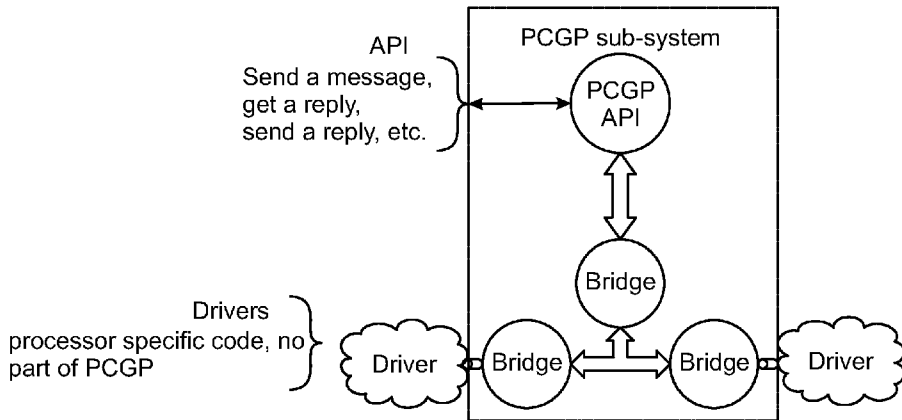 PCGP sub-system
API
Send a message,
get a reply,
send a reply, etc.
PCGP
API
Bridge
Drivers
processor specific code, no
part of PCGP
Driver
Bridge
Bridge
Driver